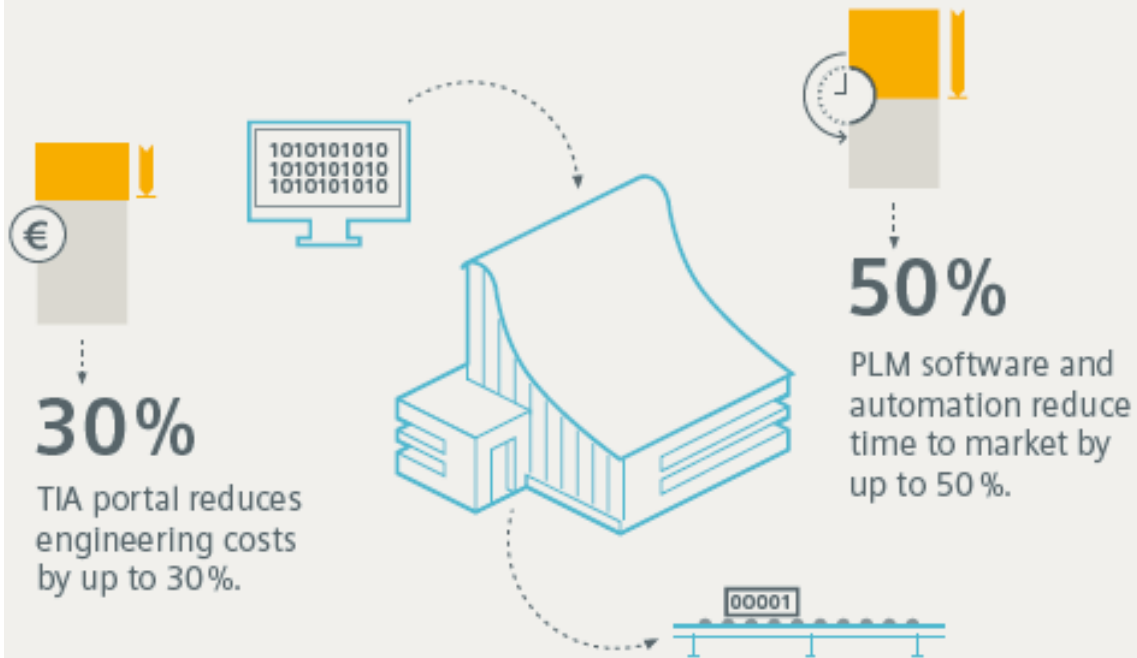 1010101010
1010101010
1010101010
€
30%
TIA portal reduces
engineering costs
by up to 30%.
50%
PLM software and
automation reduce
time to market by
up to 50%.
00001